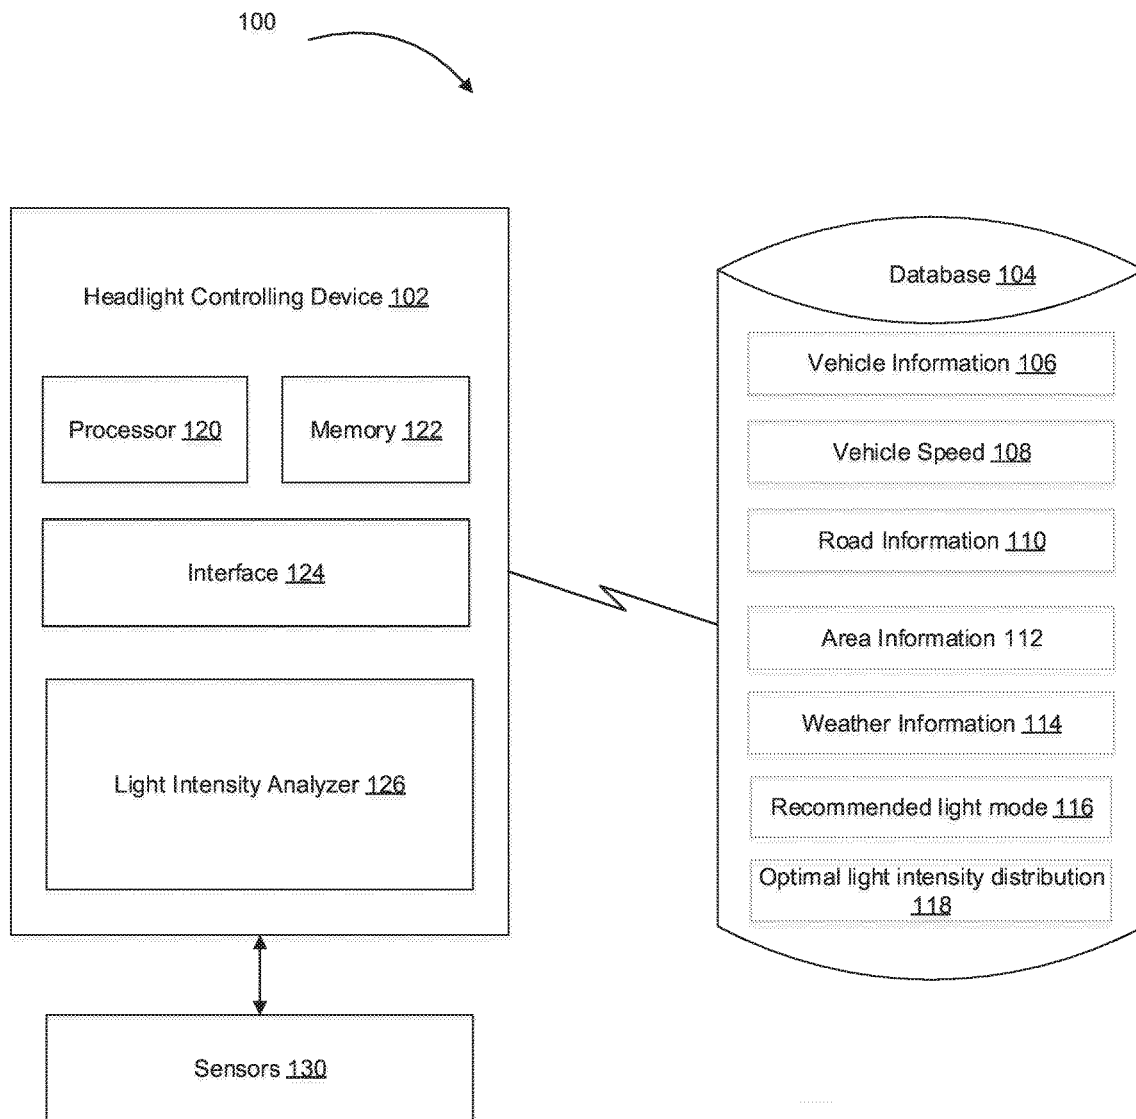 100
Headlight Controlling Device 102
Processor 120
Memory 122
Interface 124
Light Intensity Analyzer 126
Sensors 130
Database 104
Vehicle Information 106
Vehicle Speed 108
Road Information 110
Area Information 112
Weather Information 114
Recommended light mode 116
Optimal light intensity distribution
118